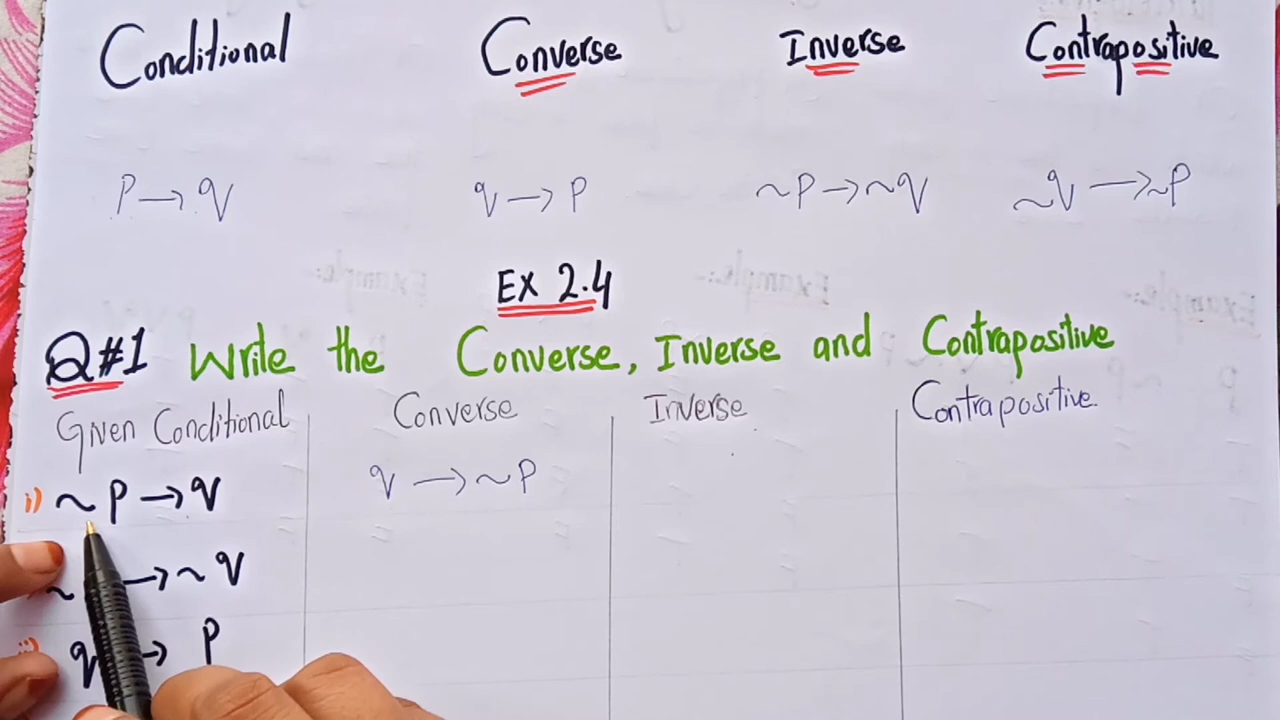 Conditional Converse Inverse Contrapositive
P → q q → P ~P → ~q ~q → ~P
Ex 2.4
Q#1 Write the Converse, Inverse and Contrapositive
Given Conditional Converse Inverse Contrapositive
i) ~P → q q → ~P
~ → ~q
q → P